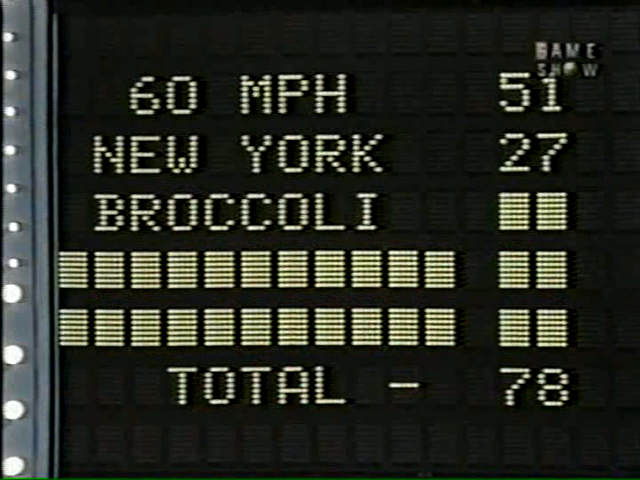 GAME
SHOW
60 MPH 51
NEW YORK 27
BROCCOLI
TOTAL - 78